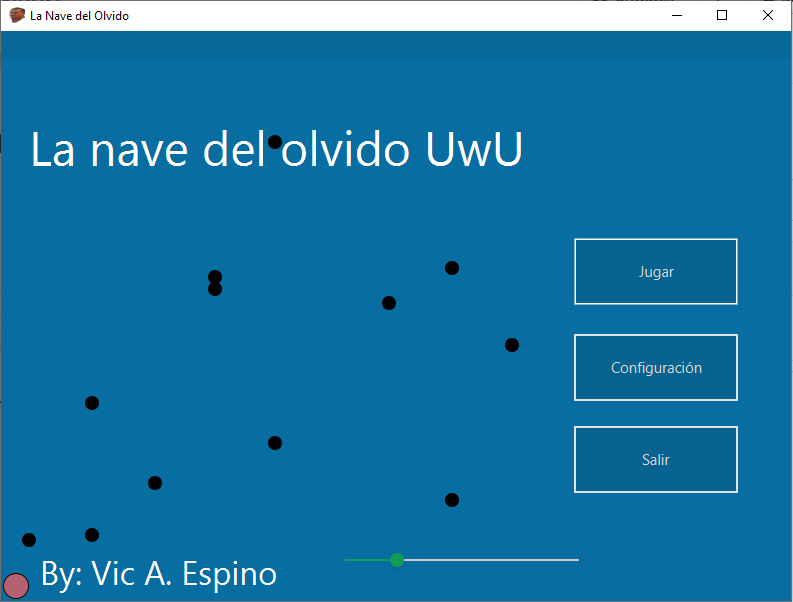 La Nave del Olvido
La nave del olvido UwU
Jugar
Configuración
Salir
By: Vic A. Espino